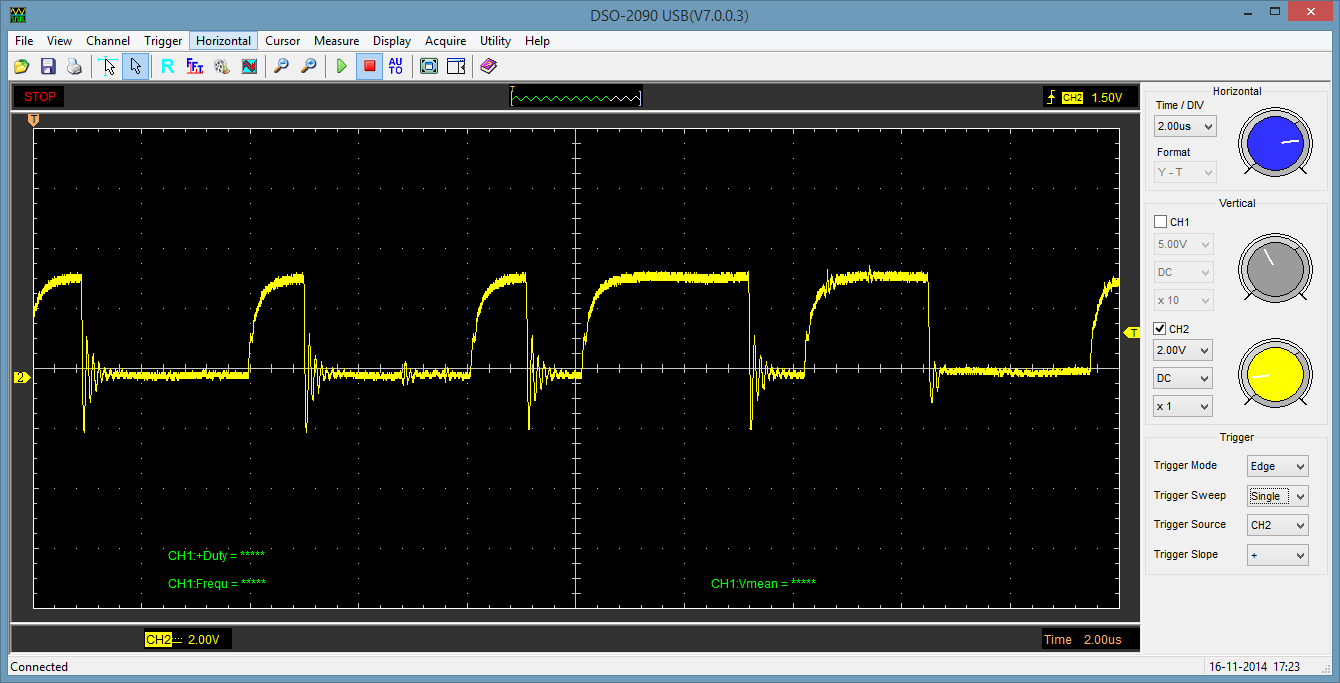 DSO-2090 USB(V7.0.0.3)
File View Channel Trigger Horizontal Cursor Measure Display Acquire Utility Help
R FFT AU TO
STOP
T
CH2 1.50V
T
T
2
CH1:+Duty = *****
CH1:Frequ = *****
CH1:Vmean = *****
CH2 2.00V
Time 2.00us
Horizontal
Time / DIV
2.00us
Format
Y - T
Vertical
CH1
5.00V
DC
x 10
CH2
2.00V
DC
x 1
Trigger
Trigger Mode Edge
Trigger Sweep Single
Trigger Source CH2
Trigger Slope +
Connected
16-11-2014 17:23